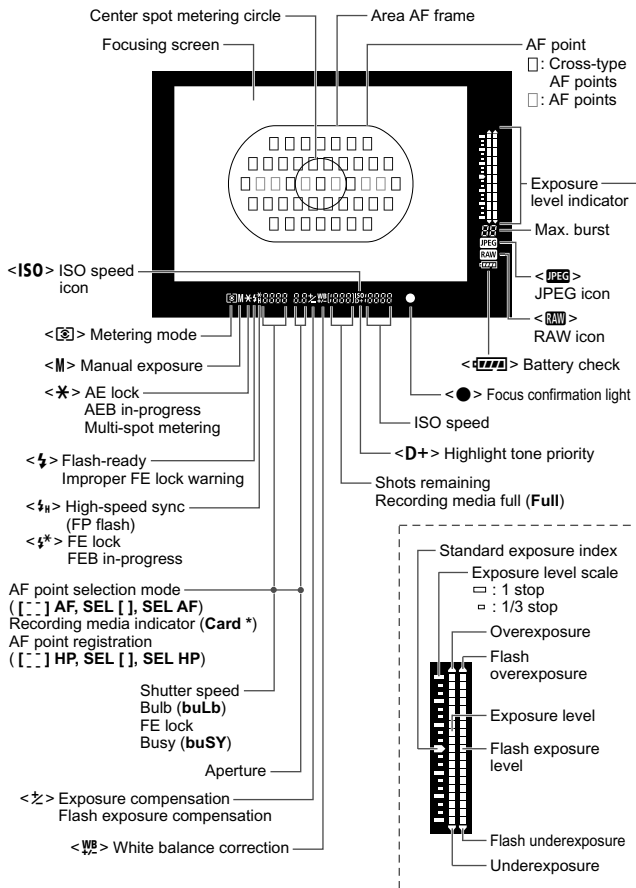 Center spot metering circle
Area AF frame
Focusing screen
AF point
□: Cross-type
AF points
□: AF points
Exposure
level indicator
Max. burst
<ISO> ISO speed
icon
<JPEG>
JPEG icon
<RAW>
RAW icon
<[◉]> Metering mode
<M> Manual exposure
<✱> AE lock
AEB in-progress
Multi-spot metering
<⚡> Flash-ready
Improper FE lock warning
<⚡H> High-speed sync
(FP flash)
<⚡*> FE lock
FEB in-progress
Battery check
<●> Focus confirmation light
ISO speed
<D+> Highlight tone priority
Shots remaining
Recording media full (Full)
AF point selection mode
( [ ] AF, SEL [ ], SEL AF)
Recording media indicator (Card *)
AF point registration
( [ ] HP, SEL [ ], SEL HP)
Shutter speed
Bulb (buLb)
FE lock
Busy (buSY)
Aperture
<+/-> Exposure compensation
Flash exposure compensation
<WB +/-> White balance correction
Standard exposure index
Exposure level scale
▭ : 1 stop
▫ : 1/3 stop
Overexposure
Flash
overexposure
Exposure level
Flash exposure
level
Flash underexposure
Underexposure